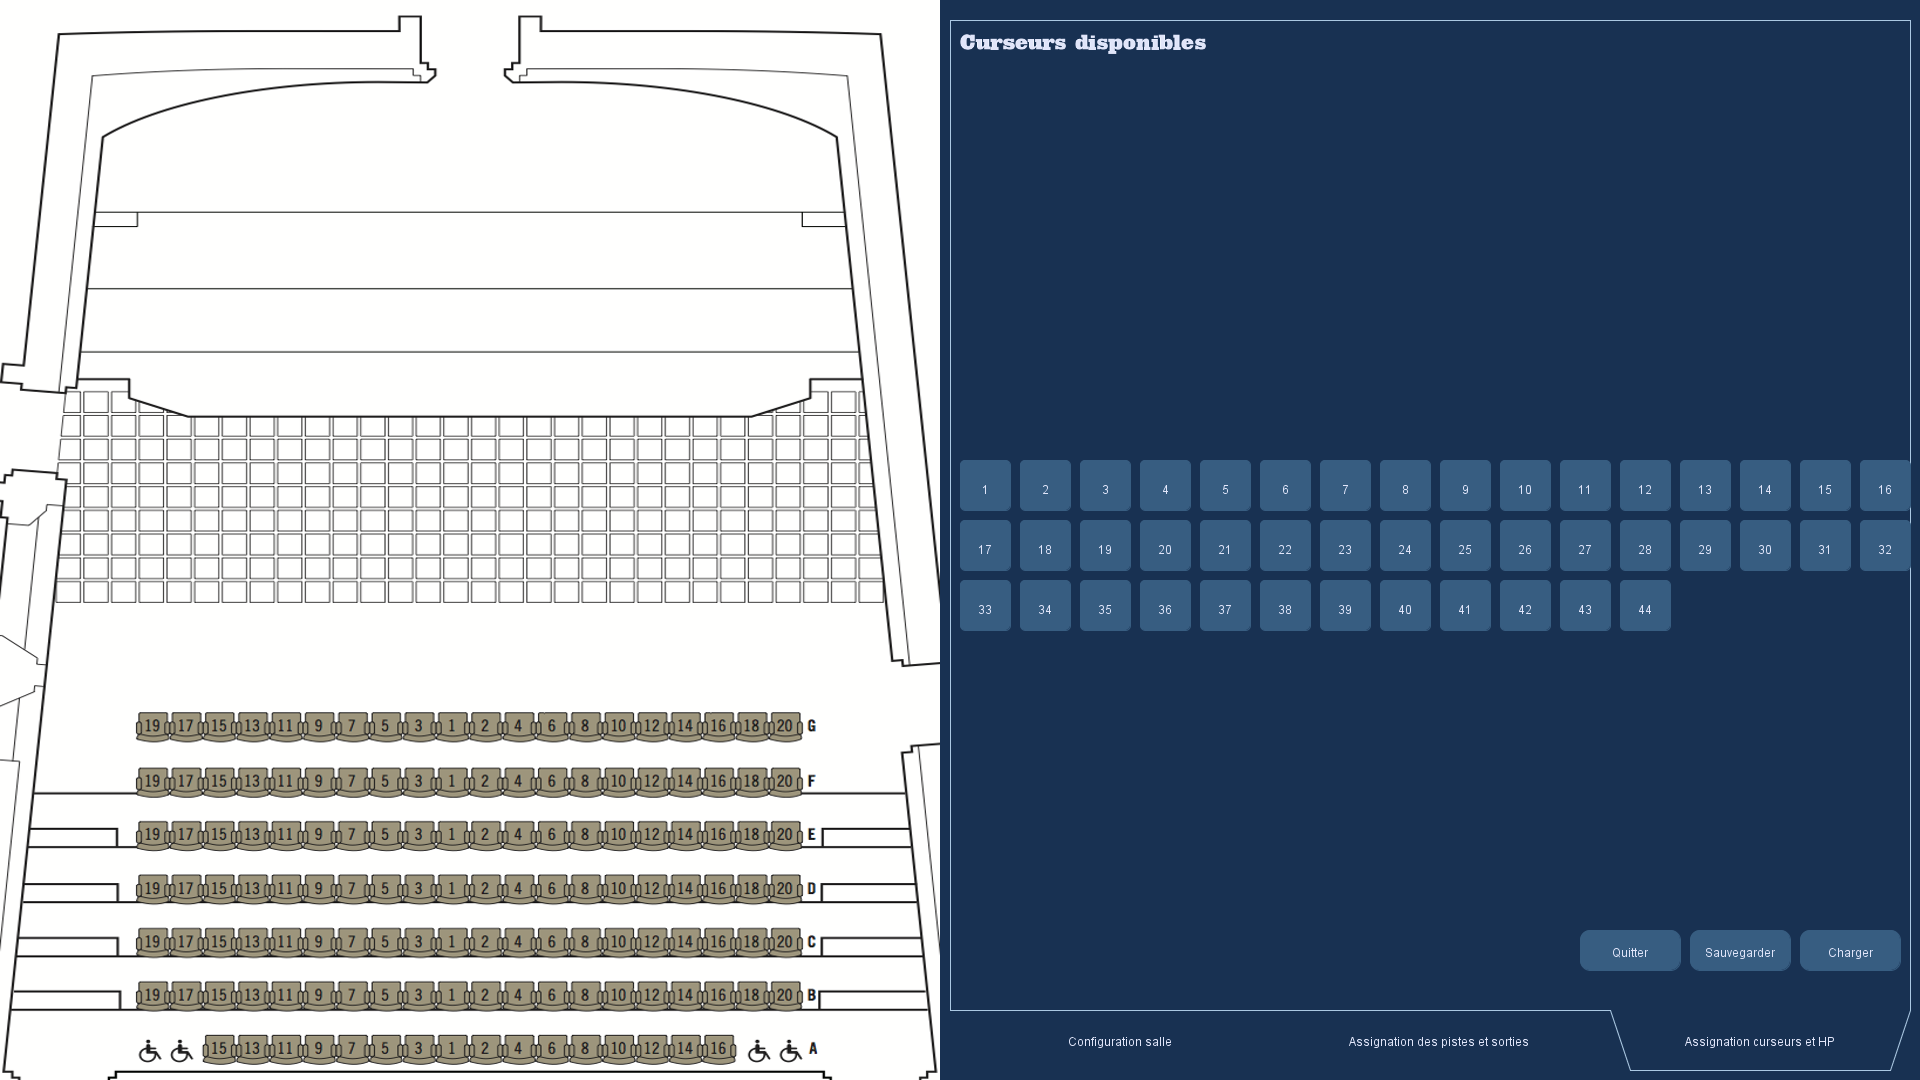 Curseurs disponibles
1 2 3 4 5 6 7 8 9 10 11 12 13 14 15 16
17 18 19 20 21 22 23 24 25 26 27 28 29 30 31 32
33 34 35 36 37 38 39 40 41 42 43 44
19 17 15 13 11 9 7 5 3 1 2 4 6 8 10 12 14 16 18 20 G
19 17 15 13 11 9 7 5 3 1 2 4 6 8 10 12 14 16 18 20 F
19 17 15 13 11 9 7 5 3 1 2 4 6 8 10 12 14 16 18 20 E
19 17 15 13 11 9 7 5 3 1 2 4 6 8 10 12 14 16 18 20 D
19 17 15 13 11 9 7 5 3 1 2 4 6 8 10 12 14 16 18 20 C
19 17 15 13 11 9 7 5 3 1 2 4 6 8 10 12 14 16 18 20 B
15 13 11 9 7 5 3 1 2 4 6 8 10 12 14 16 A
Quitter Sauvegarder Charger
Configuration salle Assignation des pistes et sorties Assignation curseurs et HP